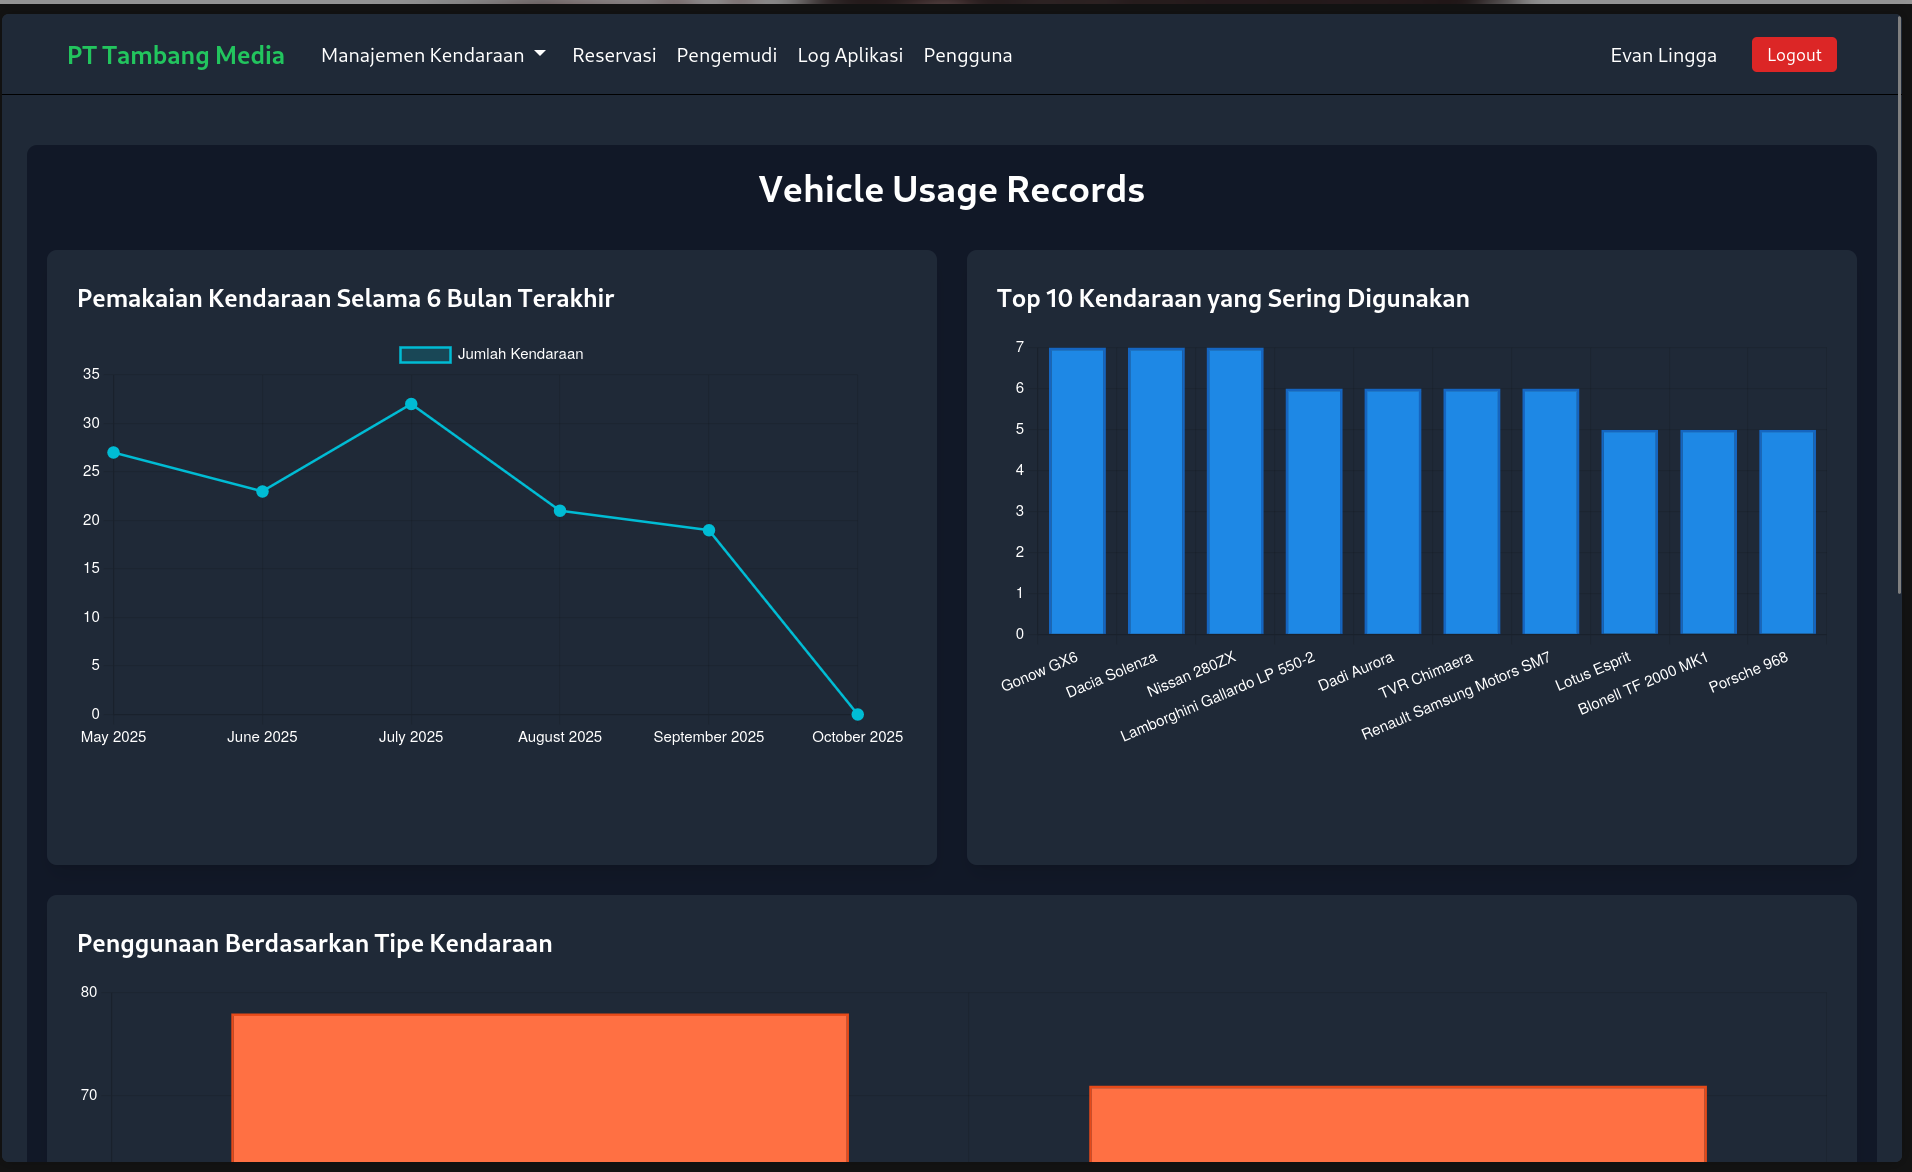 PT Tambang Media Manajemen Kendaraan Reservasi Pengemudi Log Aplikasi Pengguna Evan Lingga Logout
Vehicle Usage Records
Pemakaian Kendaraan Selama 6 Bulan Terakhir
Jumlah Kendaraan
35
30
25
20
15
10
5
0
May 2025 June 2025 July 2025 August 2025 September 2025 October 2025
Top 10 Kendaraan yang Sering Digunakan
7
6
5
4
3
2
1
0
Gonow GX6
Dacia Solenza
Nissan 280ZX
Lamborghini Gallardo LP 550-2
Dadi Aurora
TVR Chimaera
Renault Samsung Motors SM7
Lotus Esprit
Blonell TF 2000 MK1
Porsche 968
Penggunaan Berdasarkan Tipe Kendaraan
80
70